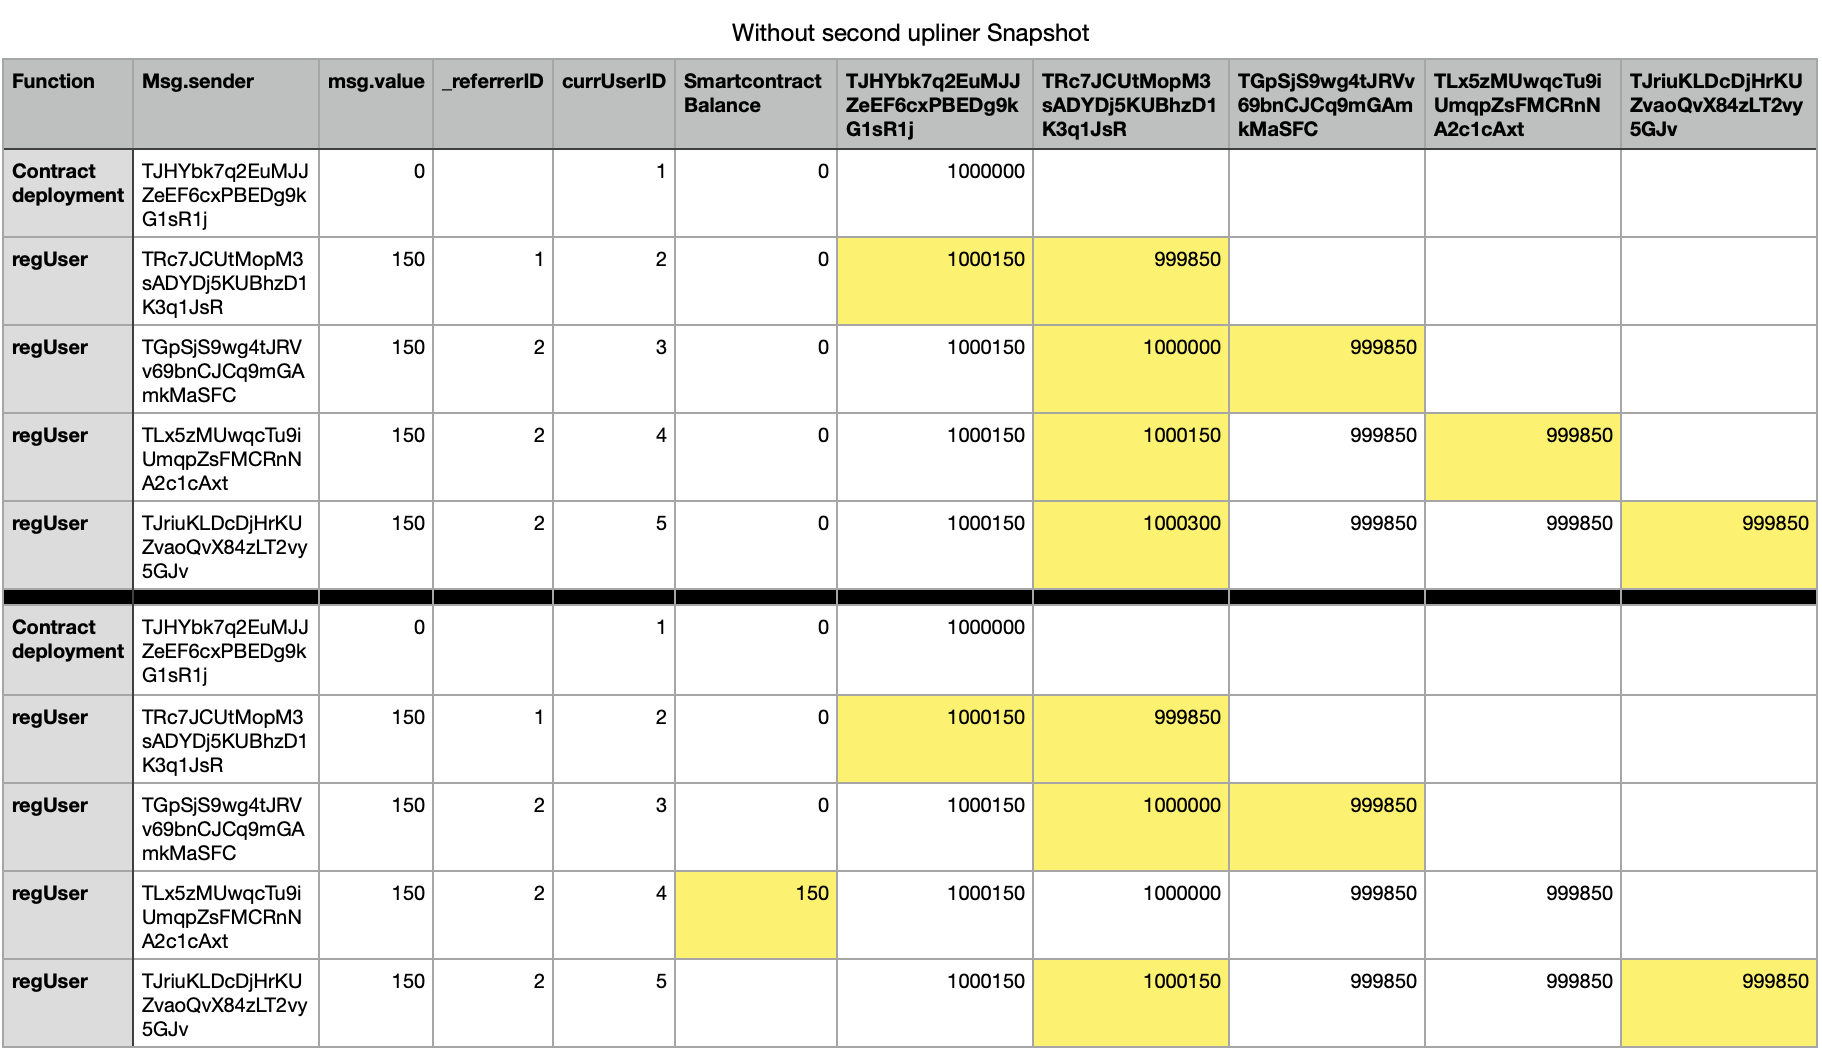 Without second upliner Snapshot
Function Msg.sender msg.value _referrerID currUserID Smartcontract Balance TJHYbk7q2EuMJJZeEF6cxPBEDg9kG1sR1j TRc7JCUtMopM3sADYDj5KUBhzD1K3q1JsR TGpSjS9wg4tJRVv69bnCJCq9mGAmkMaSFC TLx5zMUwqcTu9iUmqpZsFMCRnNA2c1cAxt TJriuKLDcDjHrKUZvaoQvX84zLT2vy5GJv
Contract deployment TJHYbk7q2EuMJJZeEF6cxPBEDg9kG1sR1j 0 1 0 1000000
regUser TRc7JCUtMopM3sADYDj5KUBhzD1K3q1JsR 150 1 2 0 1000150 999850
regUser TGpSjS9wg4tJRVv69bnCJCq9mGAmkMaSFC 150 2 3 0 1000150 1000000 999850
regUser TLx5zMUwqcTu9iUmqpZsFMCRnNA2c1cAxt 150 2 4 0 1000150 1000150 999850 999850
regUser TJriuKLDcDjHrKUZvaoQvX84zLT2vy5GJv 150 2 5 0 1000150 1000300 999850 999850 999850
Contract deployment TJHYbk7q2EuMJJZeEF6cxPBEDg9kG1sR1j 0 1 0 1000000
regUser TRc7JCUtMopM3sADYDj5KUBhzD1K3q1JsR 150 1 2 0 1000150 999850
regUser TGpSjS9wg4tJRVv69bnCJCq9mGAmkMaSFC 150 2 3 0 1000150 1000000 999850
regUser TLx5zMUwqcTu9iUmqpZsFMCRnNA2c1cAxt 150 2 4 150 1000150 1000000 999850 999850
regUser TJriuKLDcDjHrKUZvaoQvX84zLT2vy5GJv 150 2 5 1000150 1000150 999850 999850 999850